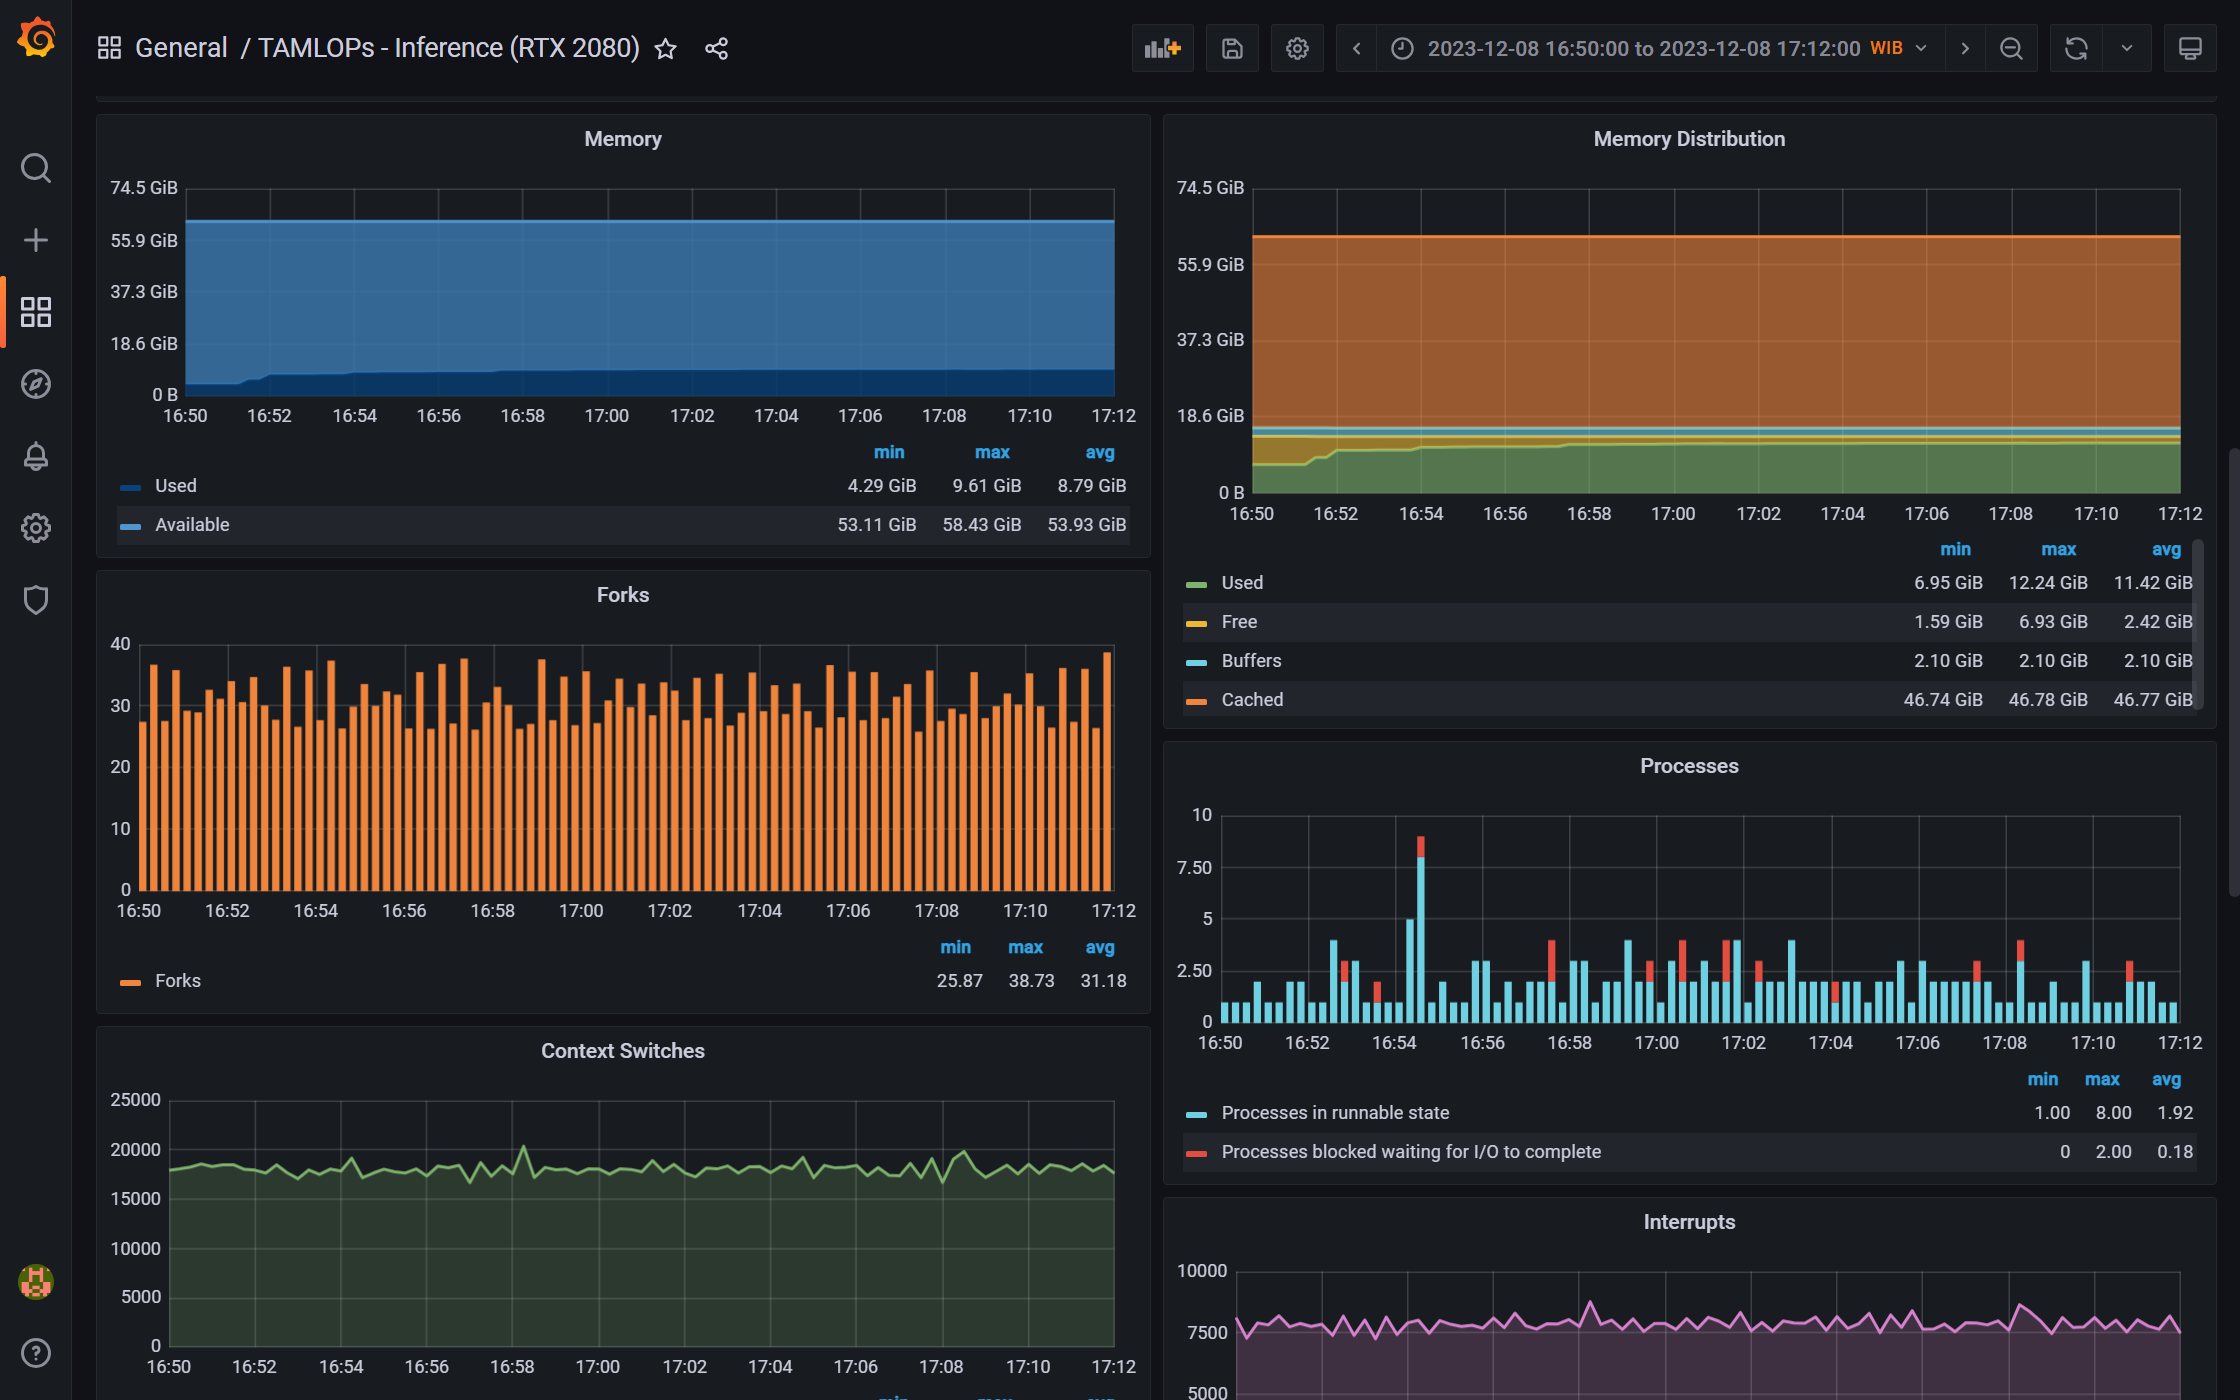 General / TAMLOPs - Inference (RTX 2080)
2023-12-08 16:50:00 to 2023-12-08 17:12:00 WIB
Memory
74.5 GiB
55.9 GiB
37.3 GiB
18.6 GiB
0 B
16:50 16:52 16:54 16:56 16:58 17:00 17:02 17:04 17:06 17:08 17:10 17:12
min max avg
Used 4.29 GiB 9.61 GiB 8.79 GiB
Available 53.11 GiB 58.43 GiB 53.93 GiB
Memory Distribution
74.5 GiB
55.9 GiB
37.3 GiB
18.6 GiB
0 B
16:50 16:52 16:54 16:56 16:58 17:00 17:02 17:04 17:06 17:08 17:10 17:12
min max avg
Used 6.95 GiB 12.24 GiB 11.42 GiB
Free 1.59 GiB 6.93 GiB 2.42 GiB
Buffers 2.10 GiB 2.10 GiB 2.10 GiB
Cached 46.74 GiB 46.78 GiB 46.77 GiB
Forks
40
30
20
10
0
16:50 16:52 16:54 16:56 16:58 17:00 17:02 17:04 17:06 17:08 17:10 17:12
min max avg
Forks 25.87 38.73 31.18
Processes
10
7.50
5
2.50
0
16:50 16:52 16:54 16:56 16:58 17:00 17:02 17:04 17:06 17:08 17:10 17:12
min max avg
Processes in runnable state 1.00 8.00 1.92
Processes blocked waiting for I/O to complete 0 2.00 0.18
Context Switches
25000
20000
15000
10000
5000
0
16:50 16:52 16:54 16:56 16:58 17:00 17:02 17:04 17:06 17:08 17:10 17:12
Interrupts
10000
7500
5000